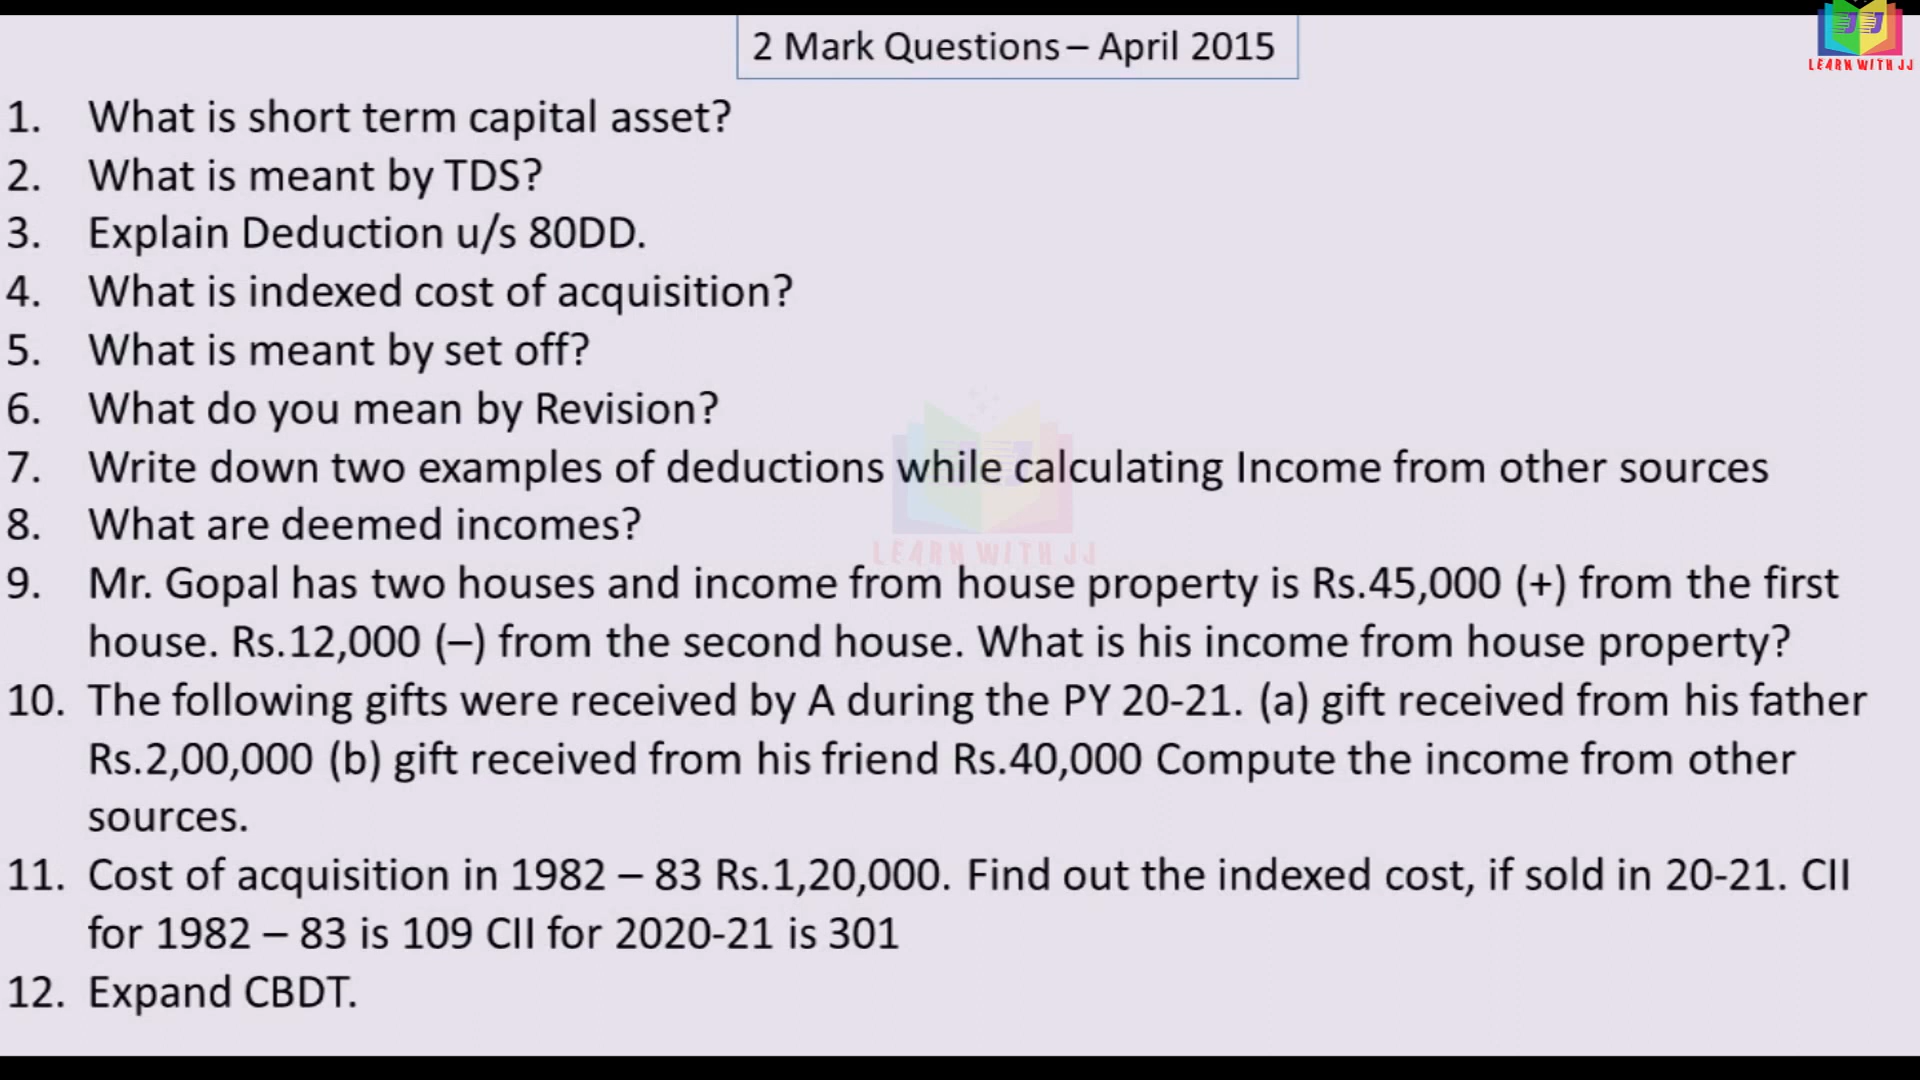 2 Mark Questions – April 2015
LEARN WITH JJ
1. What is short term capital asset?
2. What is meant by TDS?
3. Explain Deduction u/s 80DD.
4. What is indexed cost of acquisition?
5. What is meant by set off?
6. What do you mean by Revision?
7. Write down two examples of deductions while calculating Income from other sources
8. What are deemed incomes?
LEARN WITH JJ
9. Mr. Gopal has two houses and income from house property is Rs.45,000 (+) from the first
house. Rs.12,000 (–) from the second house. What is his income from house property?
10. The following gifts were received by A during the PY 20-21. (a) gift received from his father
Rs.2,00,000 (b) gift received from his friend Rs.40,000 Compute the income from other
sources.
11. Cost of acquisition in 1982 – 83 Rs.1,20,000. Find out the indexed cost, if sold in 20-21. CII
for 1982 – 83 is 109 CII for 2020-21 is 301
12. Expand CBDT.